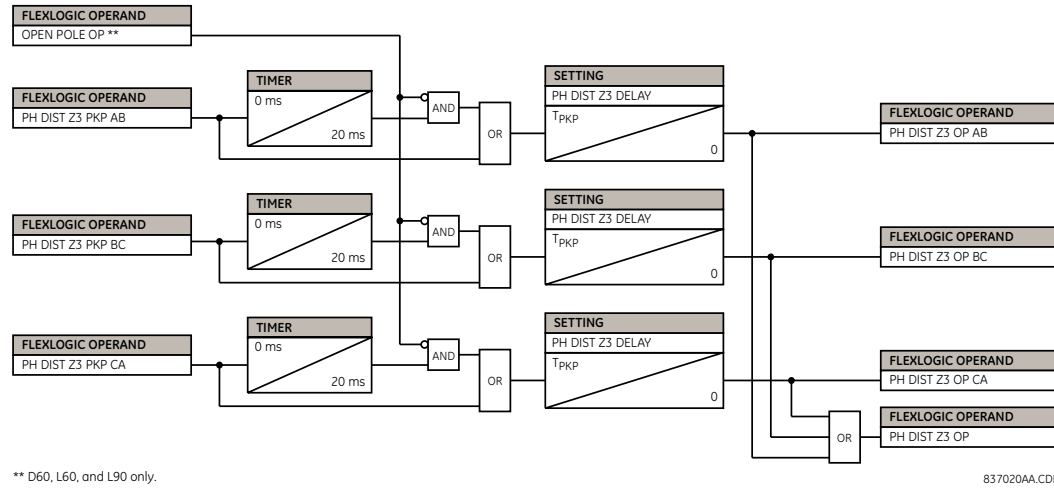 FLEXLOGIC OPERAND
OPEN POLE OP **
FLEXLOGIC OPERAND
PH DIST Z3 PKP AB
TIMER
0 ms
20 ms
AND
OR
SETTING
PH DIST Z3 DELAY
TPKP
0
FLEXLOGIC OPERAND
PH DIST Z3 OP AB
FLEXLOGIC OPERAND
PH DIST Z3 PKP BC
TIMER
0 ms
20 ms
AND
OR
SETTING
PH DIST Z3 DELAY
TPKP
0
FLEXLOGIC OPERAND
PH DIST Z3 OP BC
FLEXLOGIC OPERAND
PH DIST Z3 PKP CA
TIMER
0 ms
20 ms
AND
OR
SETTING
PH DIST Z3 DELAY
TPKP
0
FLEXLOGIC OPERAND
PH DIST Z3 OP CA
OR
FLEXLOGIC OPERAND
PH DIST Z3 OP
** D60, L60, and L90 only.